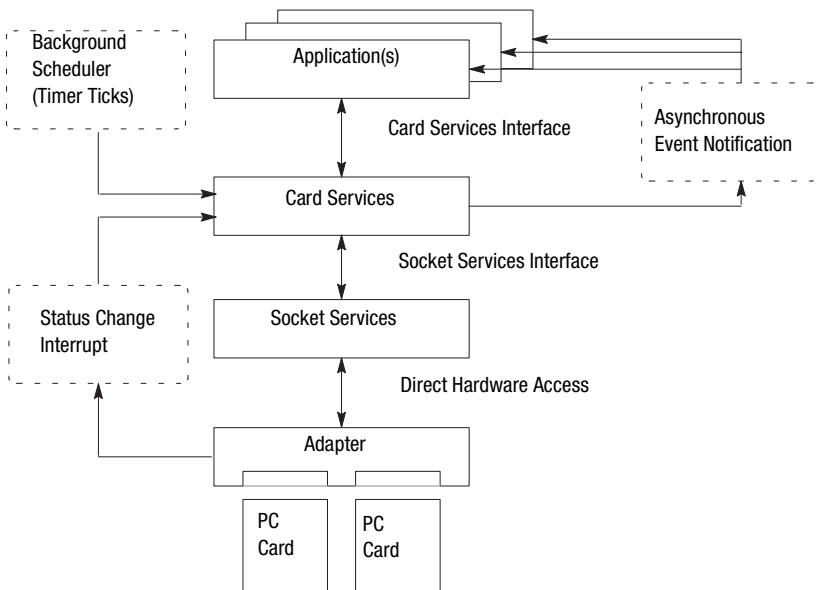 Background
Scheduler
(Timer Ticks)
Application(s)
Asynchronous
Event Notification
Card Services Interface
Card Services
Socket Services Interface
Status Change
Interrupt
Socket Services
Direct Hardware Access
Adapter
PC
Card
PC
Card